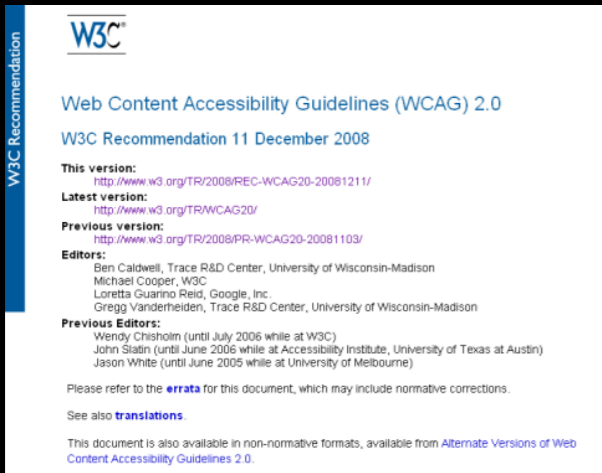 W3C Recommendation
W3C®
Web Content Accessibility Guidelines (WCAG) 2.0
W3C Recommendation 11 December 2008
This version:
http://www.w3.org/TR/2008/REC-WCAG20-20081211/
Latest version:
http://www.w3.org/TR/WCAG20/
Previous version:
http://www.w3.org/TR/2008/PR-WCAG20-20081103/
Editors:
Ben Caldwell, Trace R&D Center, University of Wisconsin-Madison
Michael Cooper, W3C
Loretta Guarino Reid, Google, Inc.
Gregg Vanderheiden, Trace R&D Center, University of Wisconsin-Madison
Previous Editors:
Wendy Chisholm (until July 2006 while at W3C)
John Slatin (until June 2006 while at Accessibility Institute, University of Texas at Austin)
Jason White (until June 2005 while at University of Melbourne)
Please refer to the errata for this document, which may include normative corrections.
See also translations.
This document is also available in non-normative formats, available from Alternate Versions of Web
Content Accessibility Guidelines 2.0.